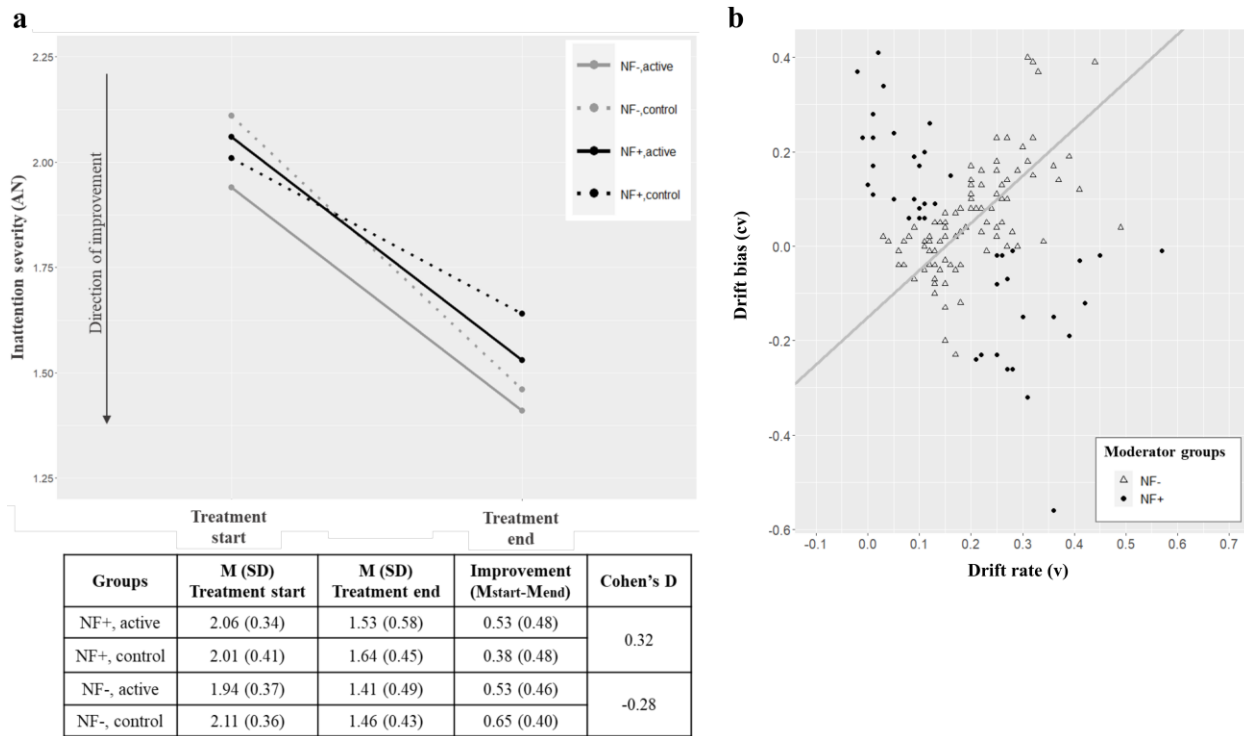 a
Inattention severity (AN)
2.25
2.00
1.75
1.50
1.25
Direction of improvement
NF-,active
NF-,control
NF+,active
NF+,control
Treatment
start
Treatment
end
Groups
M (SD)
Treatment start
M (SD)
Treatment end
Improvement
(Mstart-Mend)
Cohen's D
NF+, active
2.06 (0.34)
1.53 (0.58)
0.53 (0.48)
0.32
NF+, control
2.01 (0.41)
1.64 (0.45)
0.38 (0.48)
NF-, active
1.94 (0.37)
1.41 (0.49)
0.53 (0.46)
-0.28
NF-, control
2.11 (0.36)
1.46 (0.43)
0.65 (0.40)
b
Drift bias (cv)
0.4
0.2
0.0
-0.2
-0.4
-0.6
Moderator groups
NF-
NF+
-0.1 0.0 0.1 0.2 0.3 0.4 0.5 0.6 0.7
Drift rate (v)